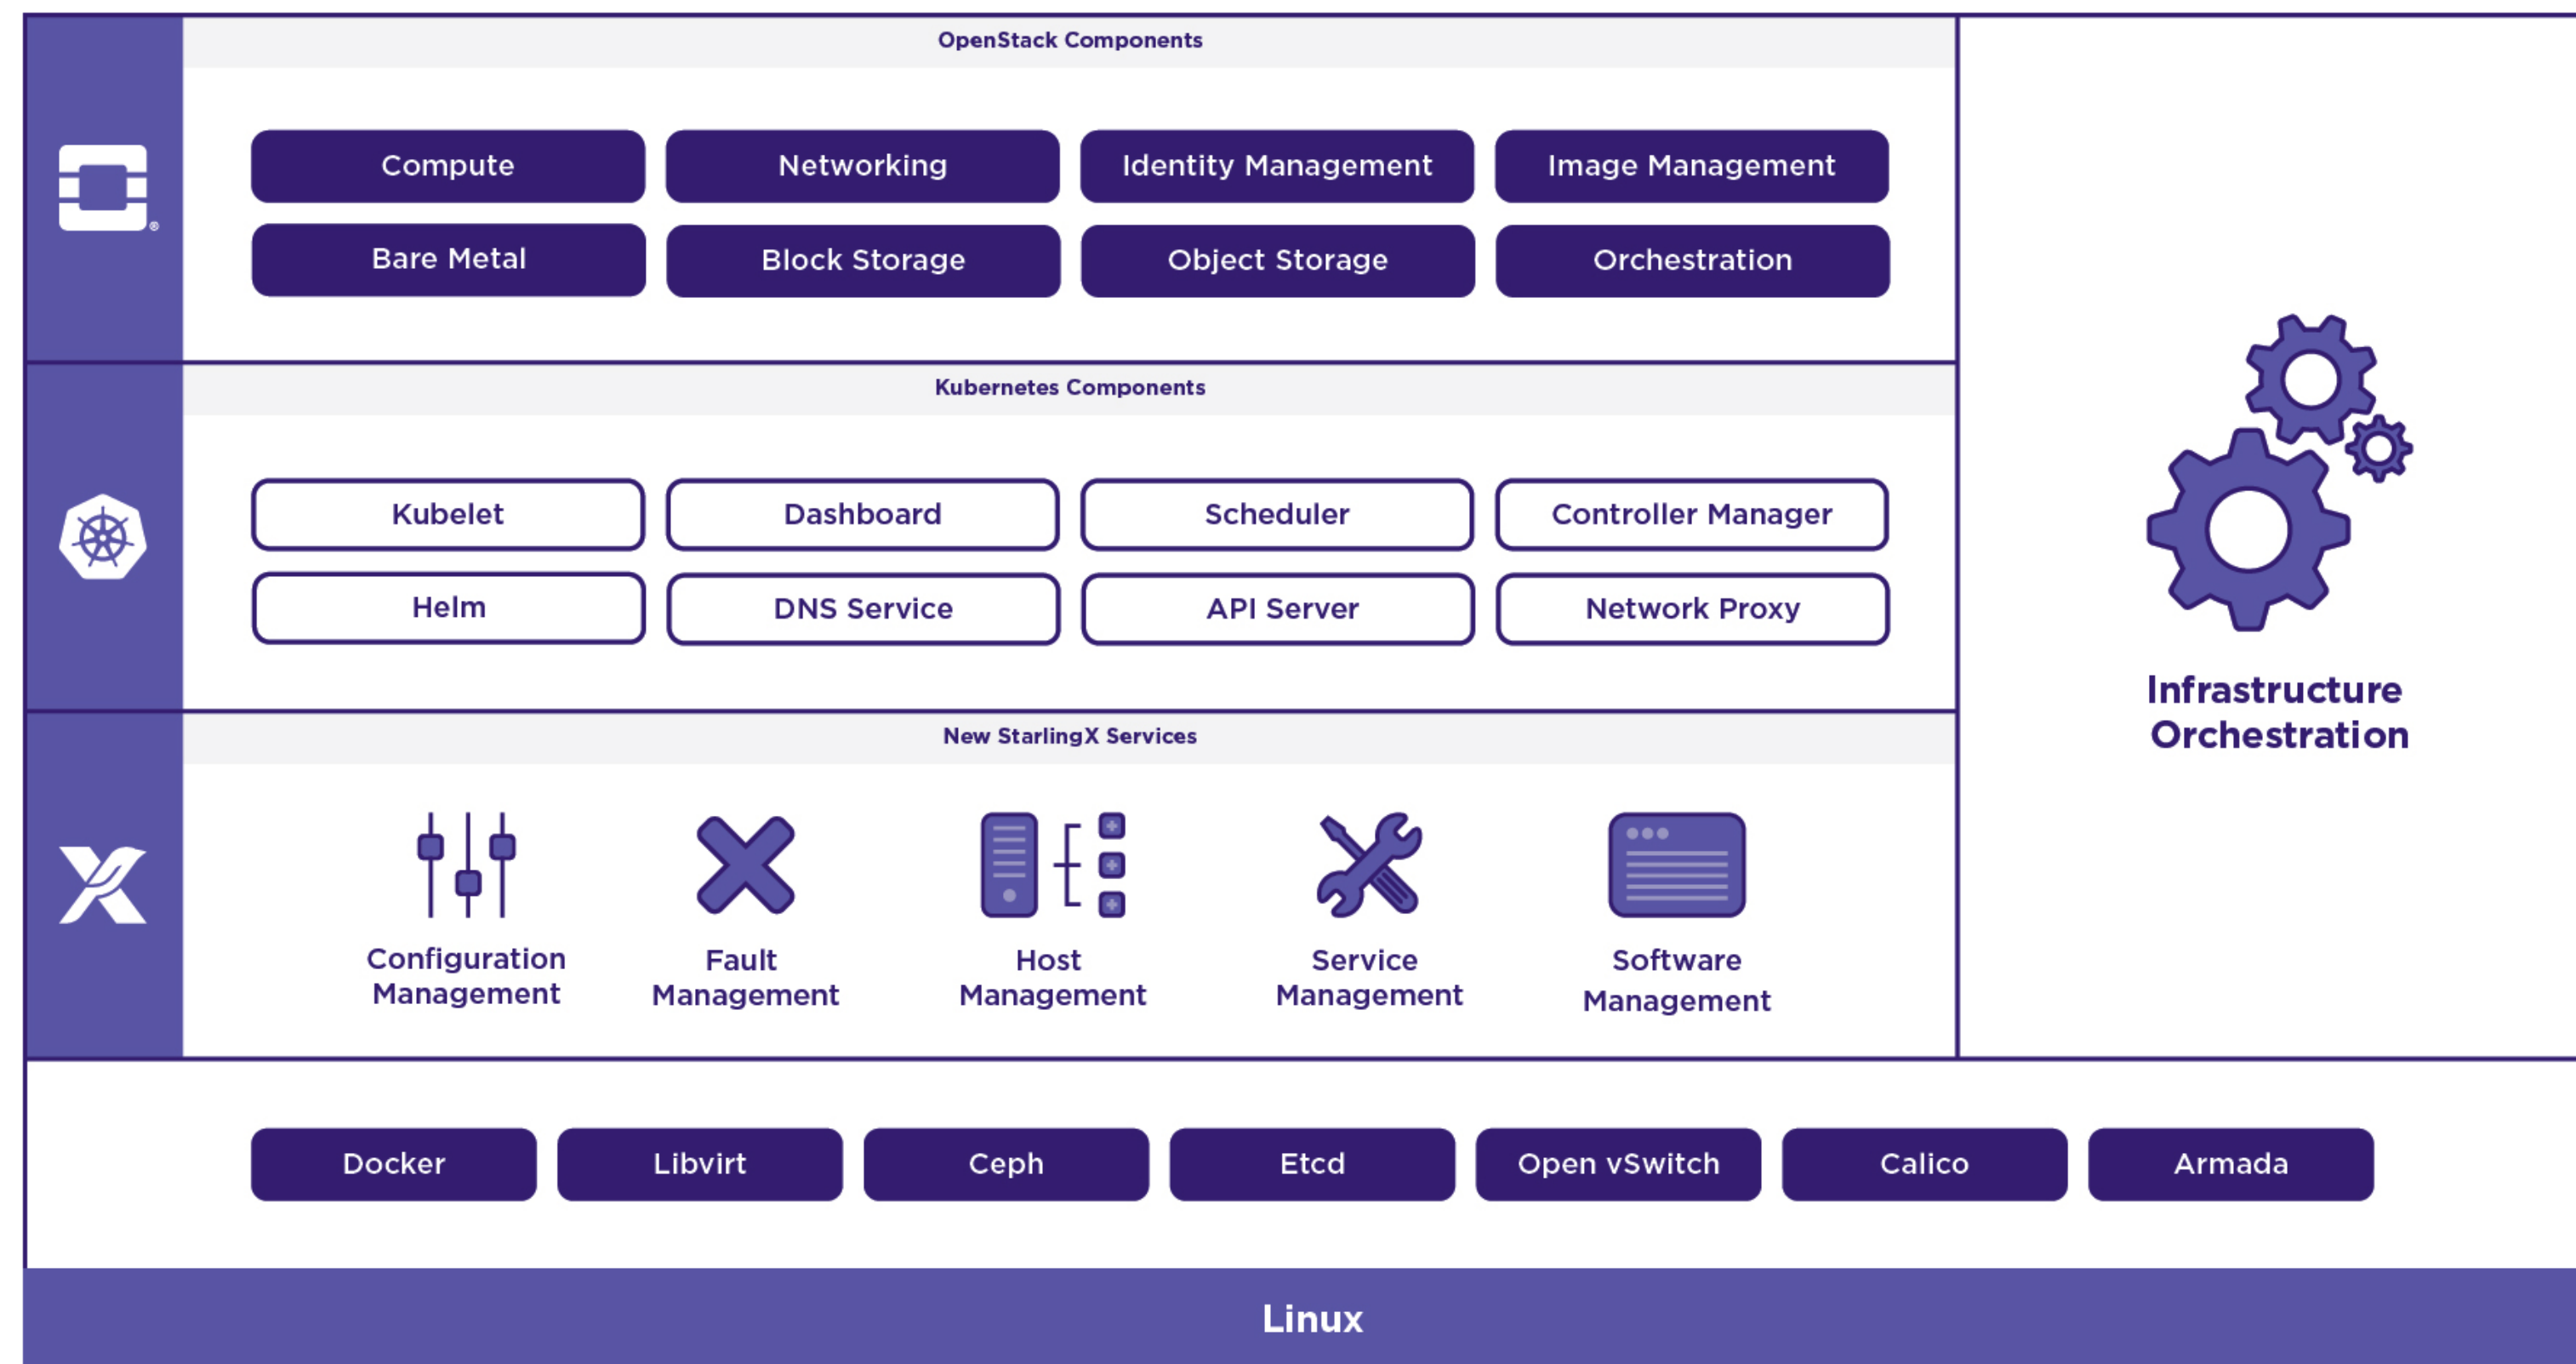 OpenStack Components
Compute
Networking
Identity Management
Image Management
Bare Metal
Block Storage
Object Storage
Orchestration
®
Kubernetes Components
Kubelet
Dashboard
Scheduler
Controller Manager
Helm
DNS Service
API Server
Network Proxy
New StarlingX Services
Configuration
Management
Fault
Management
Host
Management
Service
Management
Software
Management
Infrastructure
Orchestration
Docker
Libvirt
Ceph
Etcd
Open vSwitch
Calico
Armada
Linux